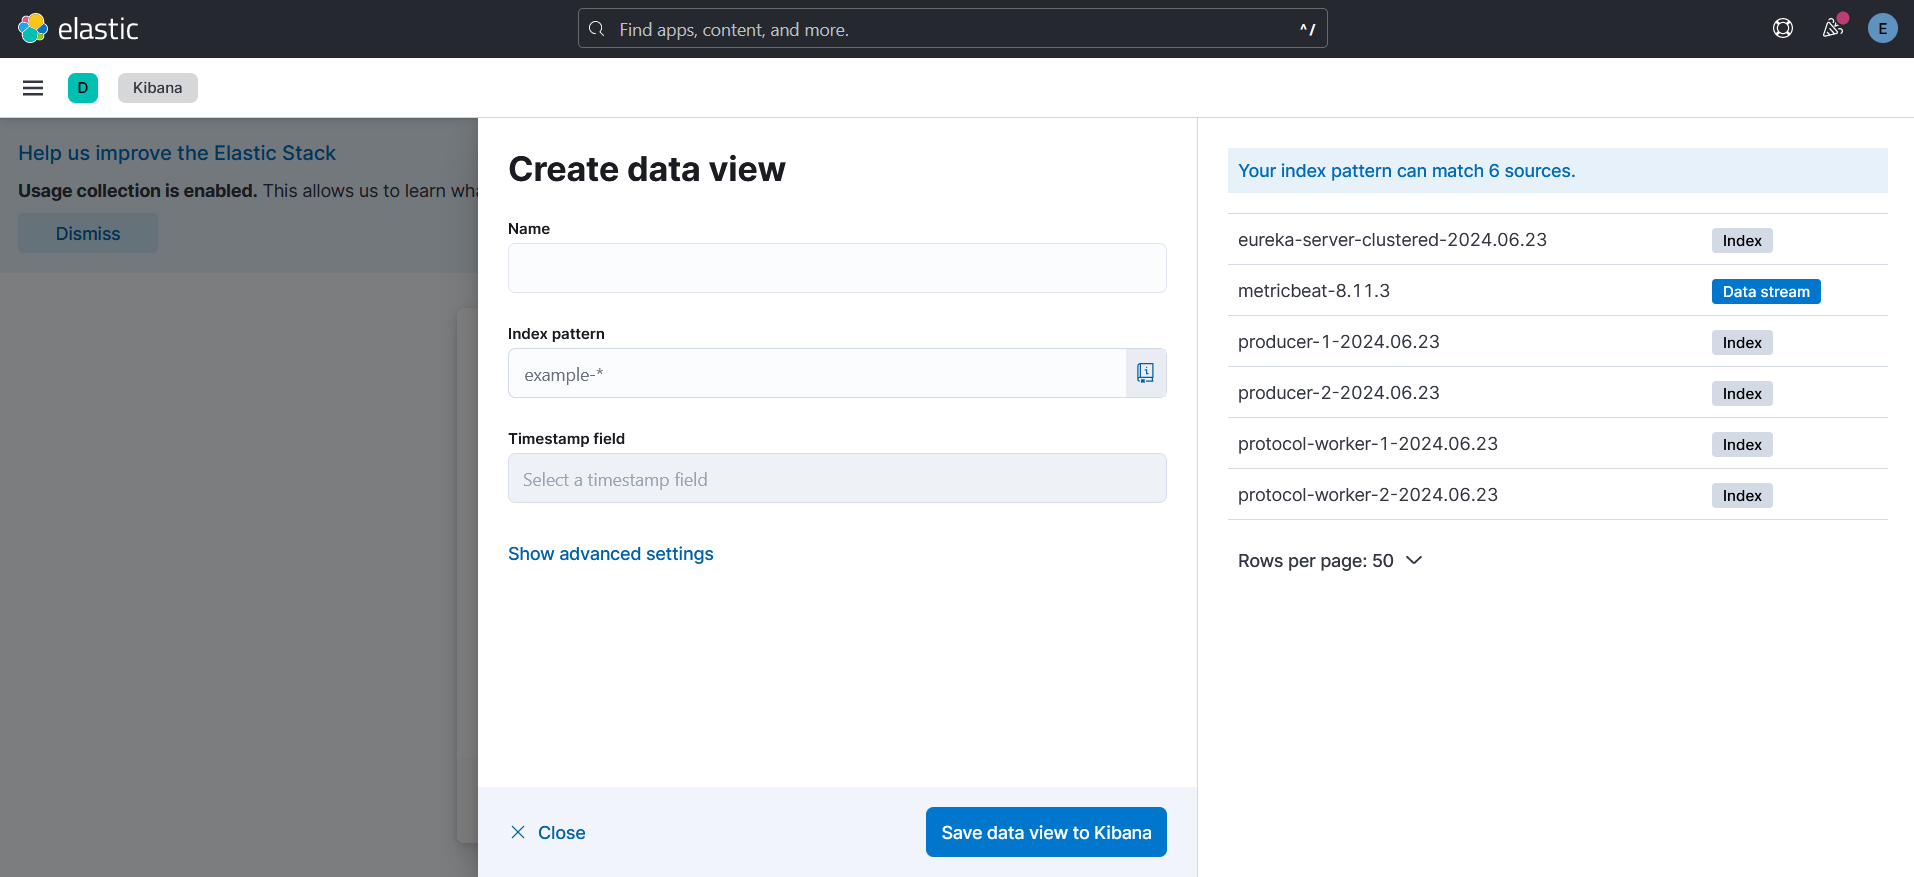 elastic
Find apps, content, and more.
^/
E
D
Kibana
Help us improve the Elastic Stack
Usage collection is enabled. This allows us to learn
Dismiss
Create data view
Name
Index pattern
example-*
Timestamp field
Select a timestamp field
Show advanced settings
Close
Save data view to Kibana
Your index pattern can match 6 sources.
eureka-server-clustered-2024.06.23 Index
metricbeat-8.11.3 Data stream
producer-1-2024.06.23 Index
producer-2-2024.06.23 Index
protocol-worker-1-2024.06.23 Index
protocol-worker-2-2024.06.23 Index
Rows per page: 50